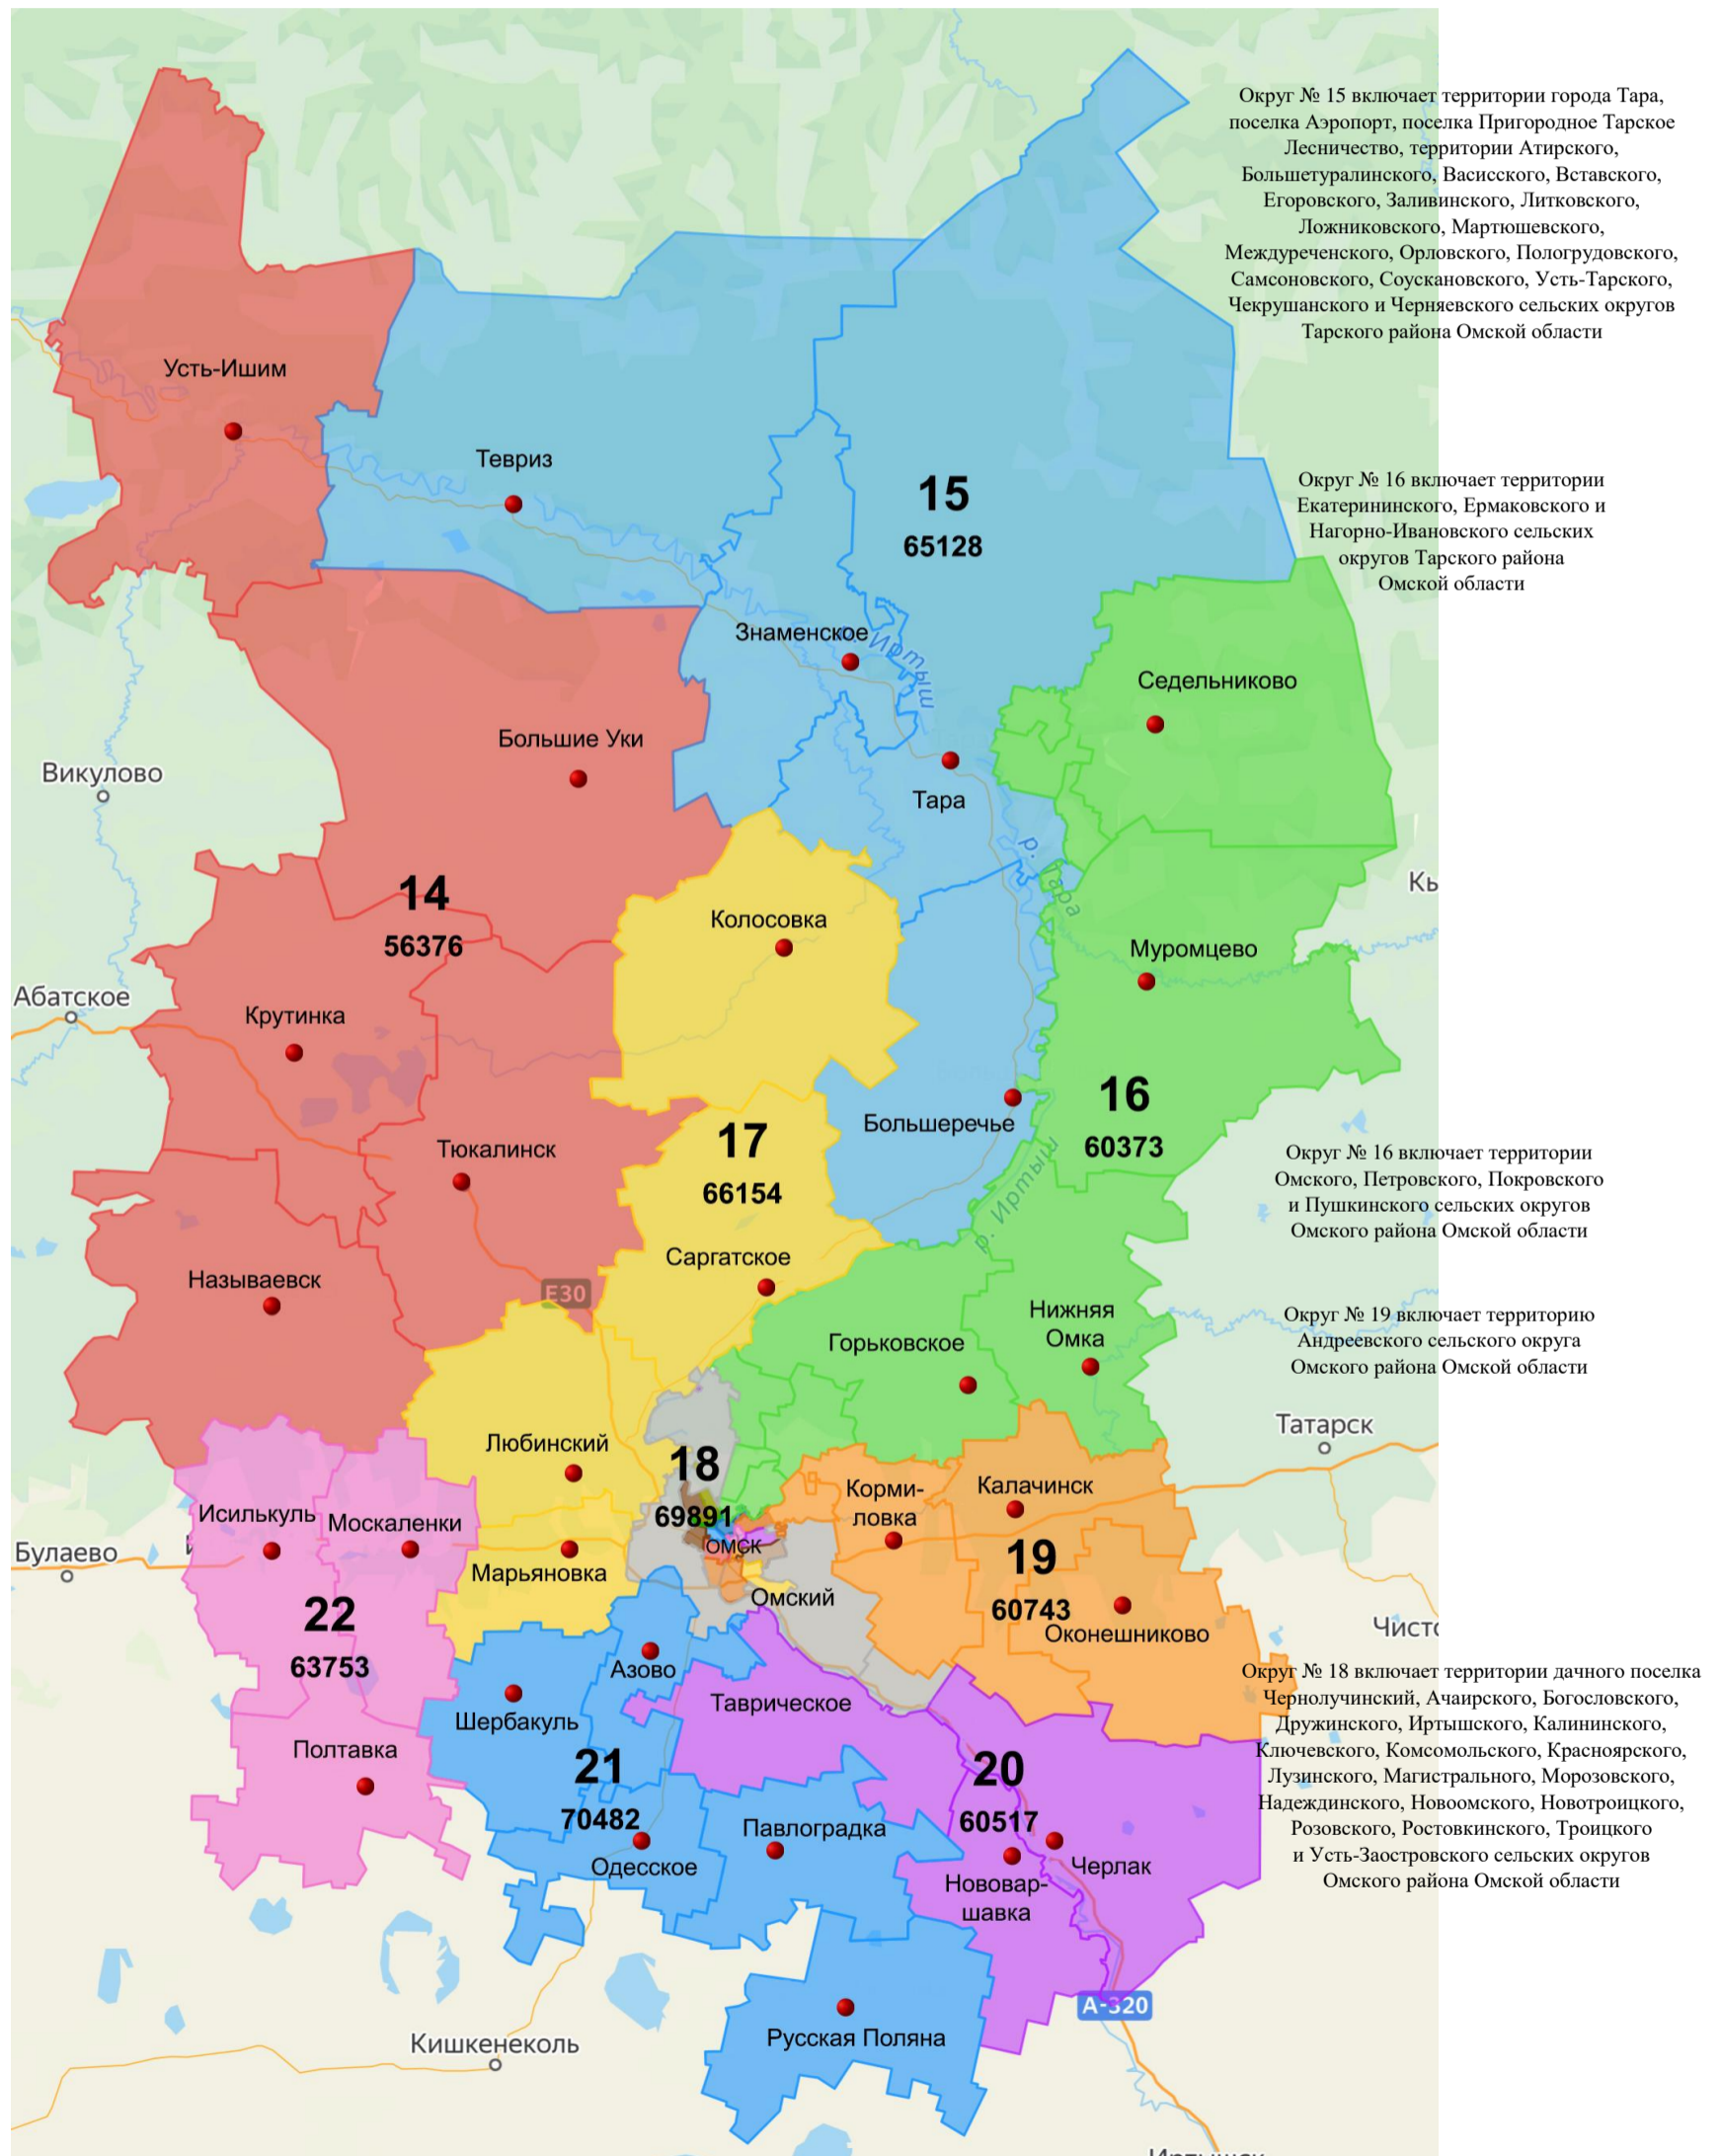 Округ № 15 включает территории города Тара,
поселка Аэропорт, поселка Пригородное Тарское
Лесничество, территории Атирского,
Большетуралинского, Васисского, Вставского,
Егоровского, Заливинского, Литковского,
Ложниковского, Мартюшевского,
Междуреченского, Орловского, Пологрудовского,
Самсоновского, Соускановского, Усть-Тарского,
Чекрушанского и Черняевского сельских округов
Тарского района Омской области
Усть-Ишим
Тевриз
15
65128
Округ № 16 включает территории
Екатерининского, Ермаковского и
Нагорно-Ивановского сельских
округов Тарского района
Омской области
Знаменское
р. Иртыш
Седельниково
Большие Уки
Викулово
Тара
р. Тара
14
56376
Колосовка
Кы
Муромцево
Абатское
Крутинка
Большеречье
16
60373
17
66154
Тюкалинск
р. Иртыш
Округ № 16 включает территории
Омского, Петровского, Покровского
и Пушкинского сельских округов
Омского района Омской области
Саргатское
Называевск
E30
Горьковское
Нижняя
Омка
Округ № 19 включает территорию
Андреевского сельского округа
Омского района Омской области
Татарск
Любинский
18
69891
Корми-
ловка
Калачинск
Исилькуль
Москаленки
Омск
Булаево
Марьяновка
19
60743
Омский
Оконешниково
22
63753
Чисто
Азово
Округ № 18 включает территории дачного поселка
Чернолучинский, Ачаирского, Богословского,
Дружинского, Иртышского, Калининского,
Ключевского, Комсомольского, Красноярского,
Лузинского, Магистрального, Морозовского,
Надеждинского, Новоомского, Новотроицкого,
Розовского, Ростовкинского, Троицкого
и Усть-Заостровского сельских округов
Омского района Омской области
Таврическое
Шербакуль
Полтавка
21
70482
20
60517
Павлоградка
Одесское
Черлак
Нововар-
шавка
А-320
Русская Поляна
Кишкенеколь